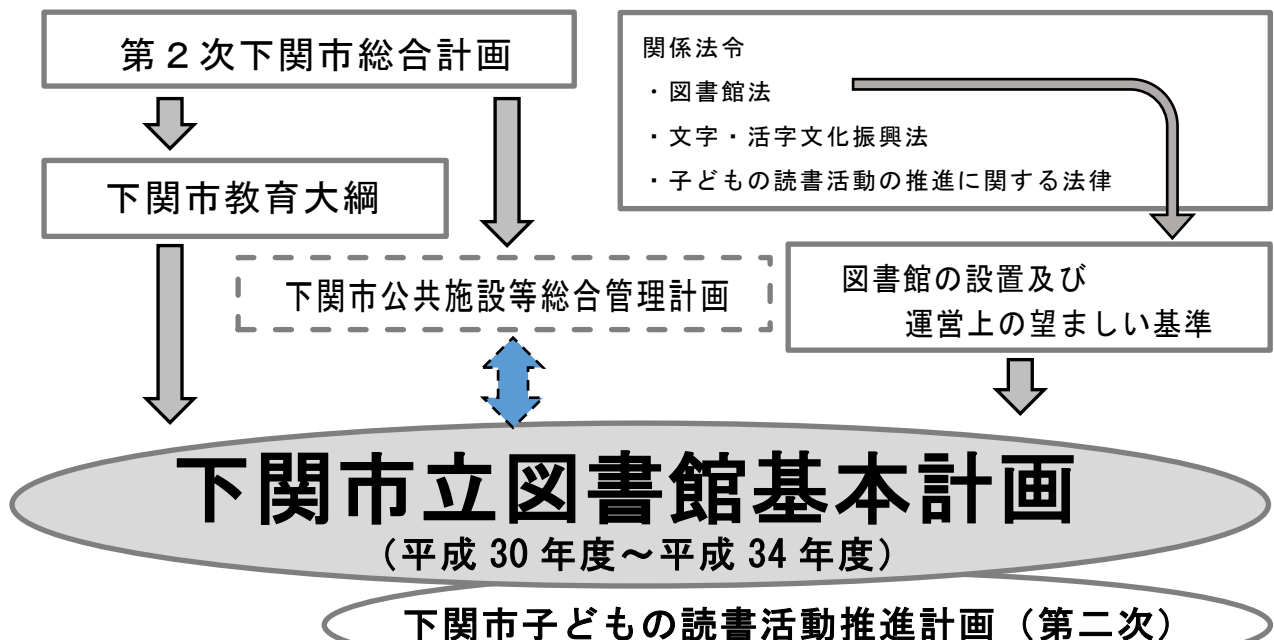 第2次下関市総合計画
関係法令
・図書館法
・文字・活字文化振興法
・子どもの読書活動の推進に関する法律
下関市教育大綱
下関市公共施設等総合管理計画
図書館の設置及び
運営上の望ましい基準
下関市立図書館基本計画
(平成 30 年度~平成 34 年度)
下関市子どもの読書活動推進計画(第二次)